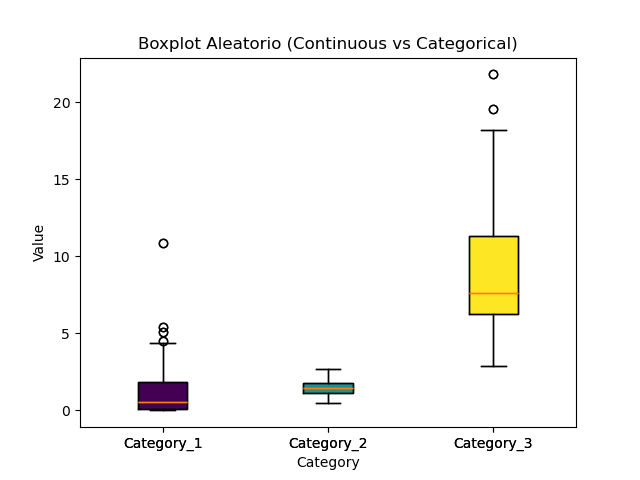 Boxplot Aleatorio (Continuous vs Categorical)
Value
20
15
10
5
0
Category_1 Category_2 Category_3
Category